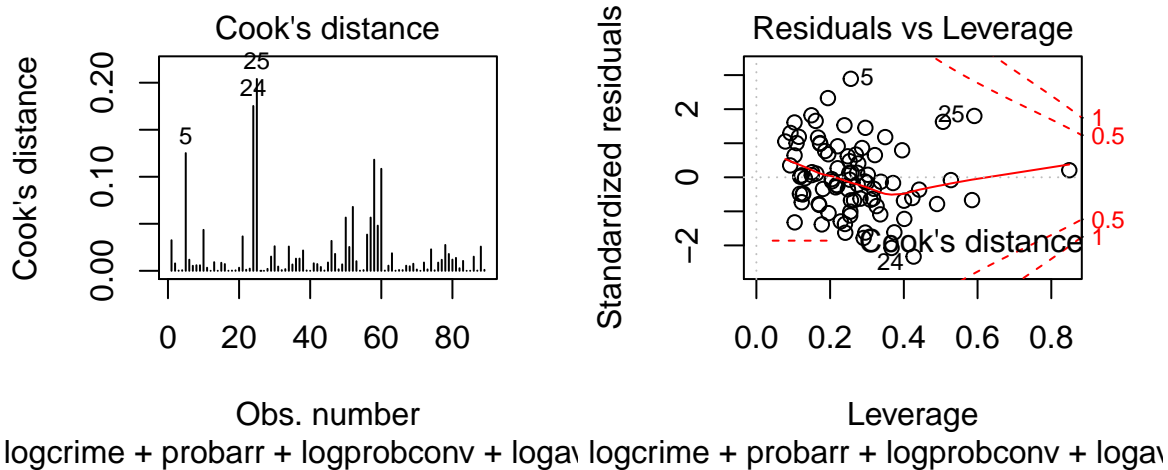 Cook's distance
Cook's distance
0.00 0.10 0.20
5
24
25
0 20 40 60 80
Obs. number
logcrime + probarr + logprobconv + logav
Residuals vs Leverage
Standardized residuals
−2 0 2
5
25
24
Cook's distance
1
0.5
0.5
1
0.0 0.2 0.4 0.6 0.8
Leverage
logcrime + probarr + logprobconv + logav